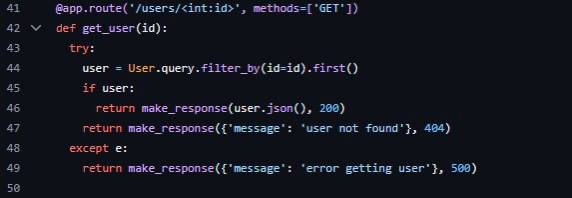 41 @app.route('/users/<int:id>', methods=['GET'])
42 def get_user(id):
43 try:
44 user = User.query.filter_by(id=id).first()
45 if user:
46 return make_response(user.json(), 200)
47 return make_response({'message': 'user not found'}, 404)
48 except e:
49 return make_response({'message': 'error getting user'}, 500)
50